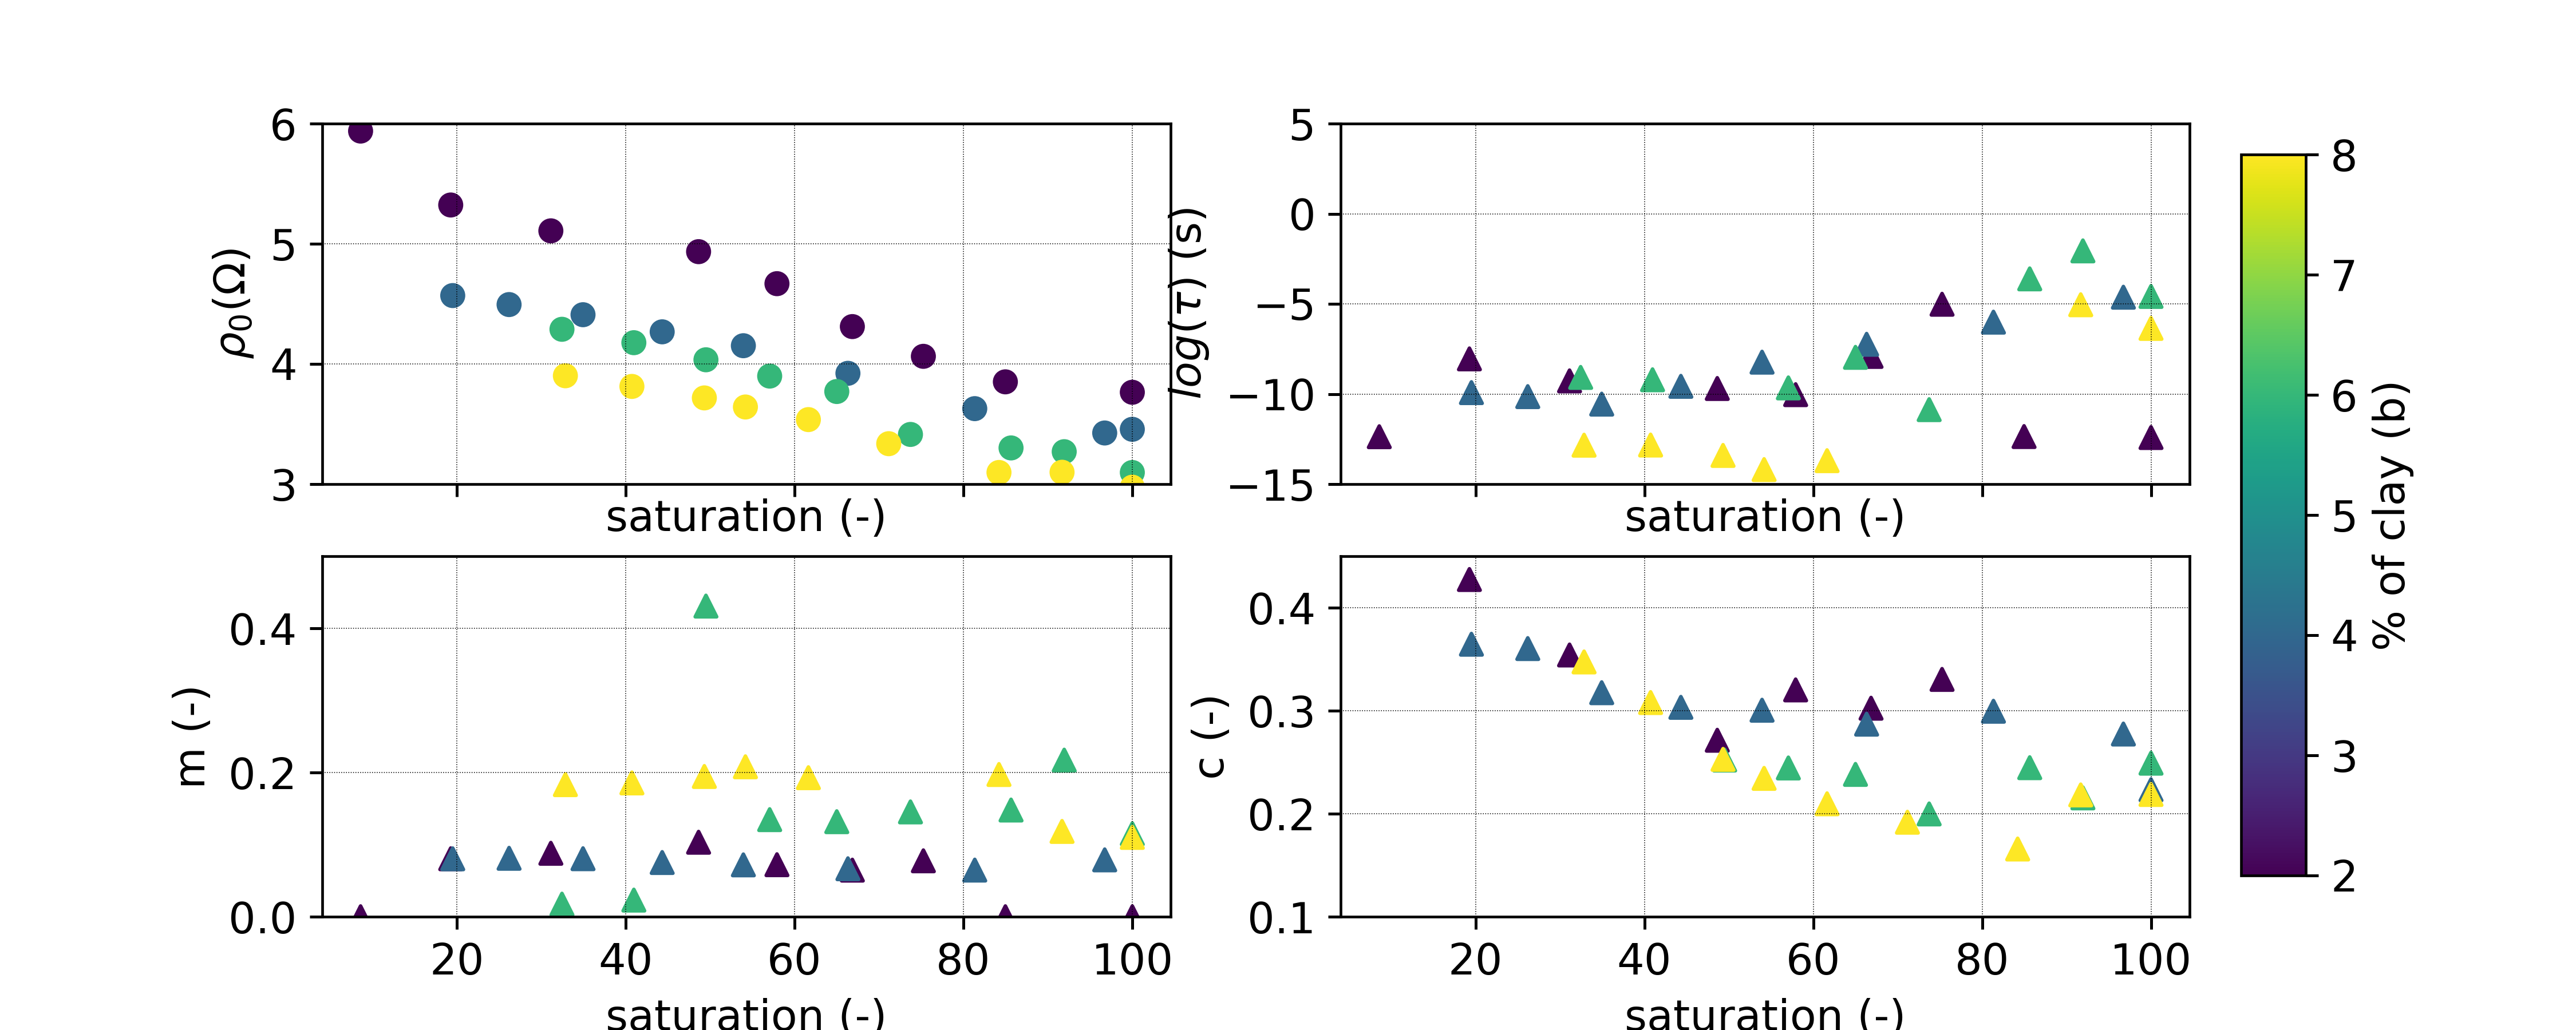 6
5
4
3
ρ₀(Ω)
saturation (-)
5
0
−5
−10
−15
log(τ) (s)
saturation (-)
0.4
0.2
0.0
m (-)
20 40 60 80 100
saturation (-)
0.4
0.3
0.2
0.1
c (-)
20 40 60 80 100
saturation (-)
8
7
6
5
4
3
2
% of clay (b)